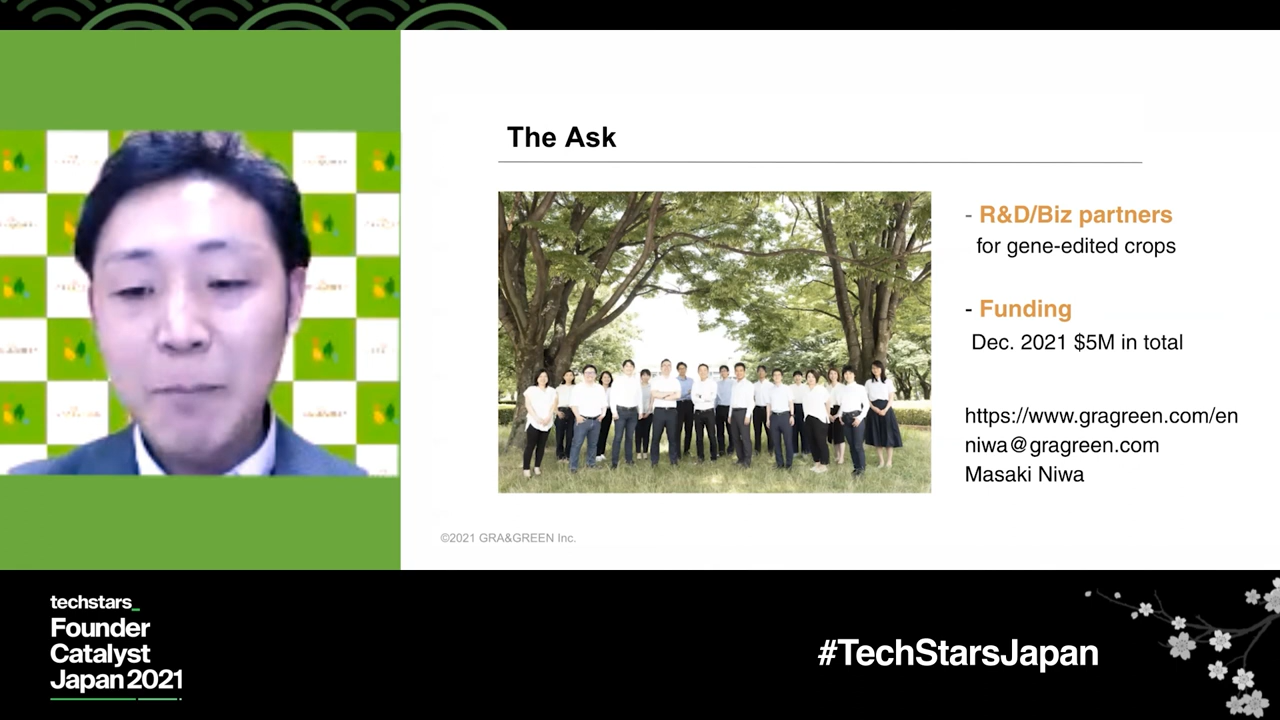 The Ask
- R&D/Biz partners
for gene-edited crops
- Funding
Dec. 2021 $5M in total
https://www.gragreen.com/en
niwa@gragreen.com
Masaki Niwa
©2021 GRA&GREEN Inc.
techstars_
Founder
Catalyst
Japan 2021
#TechStarsJapan